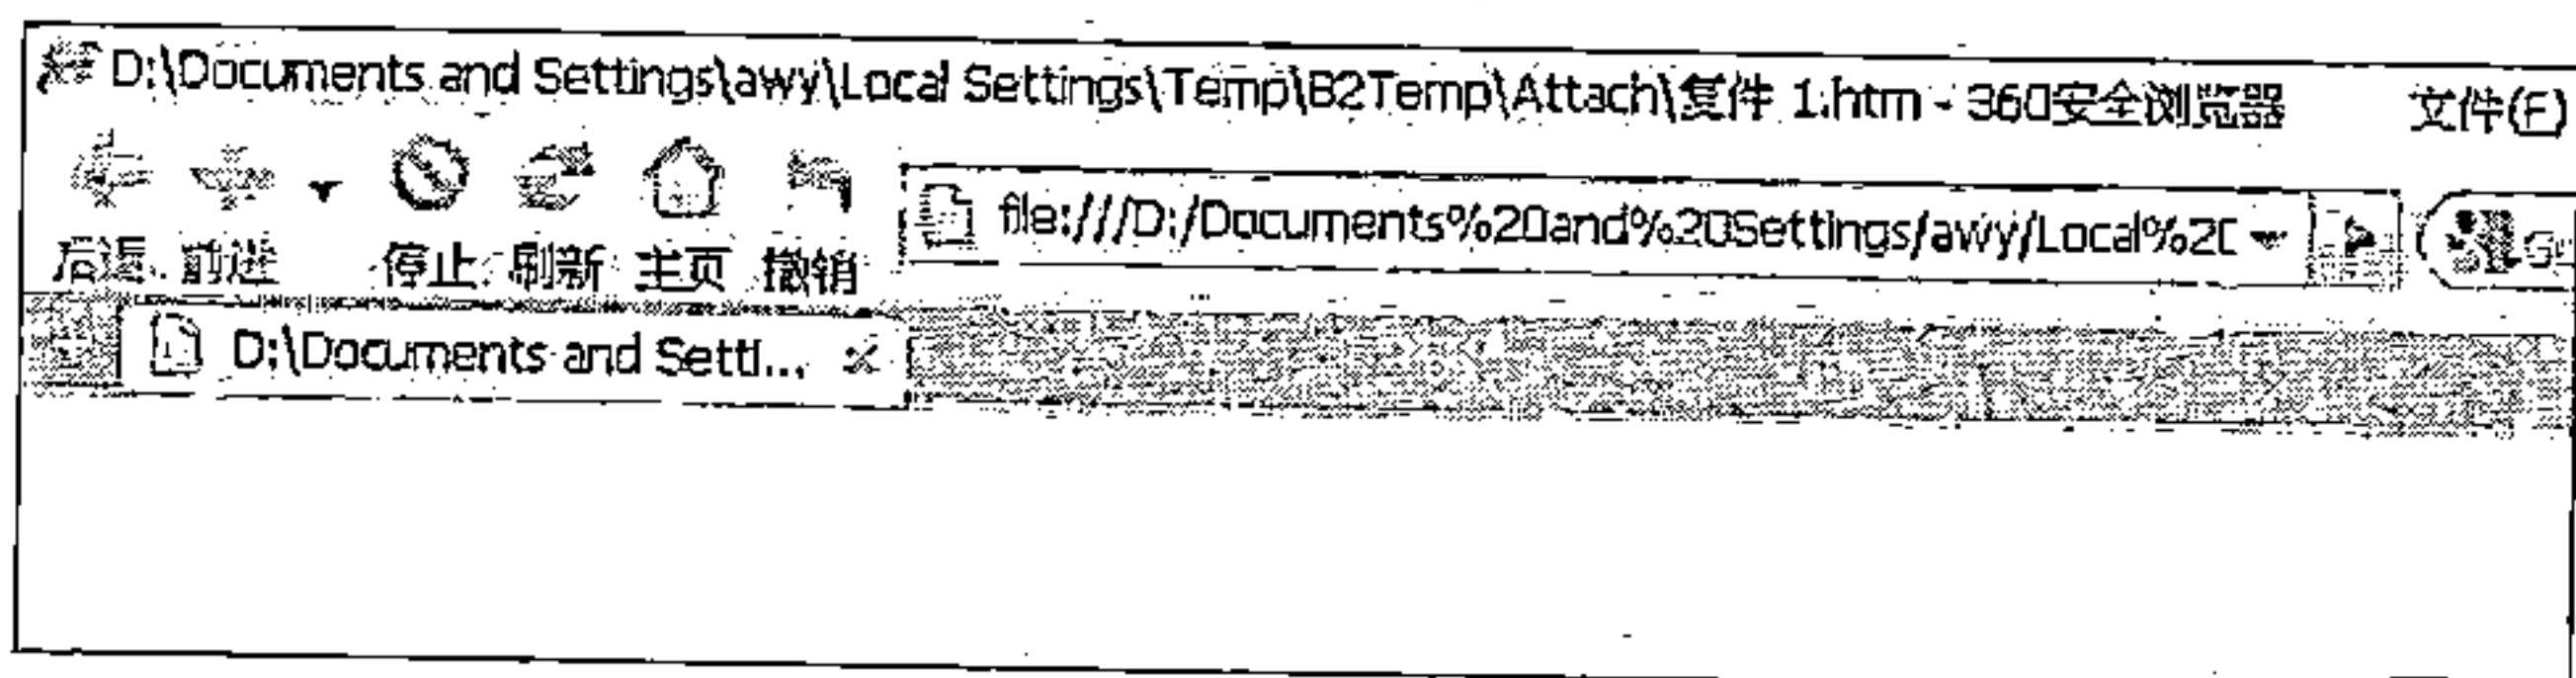 D:\Documents and Settings\awy\Local Settings\Temp\B2Temp\Attach\复件 1.htm - 360安全浏览器 文件(F)
file:///D:/Documents%20and%20Settings/awy/Local%20
后退 前进 停止 刷新 主页 撤销
D:\Documents and Setti...